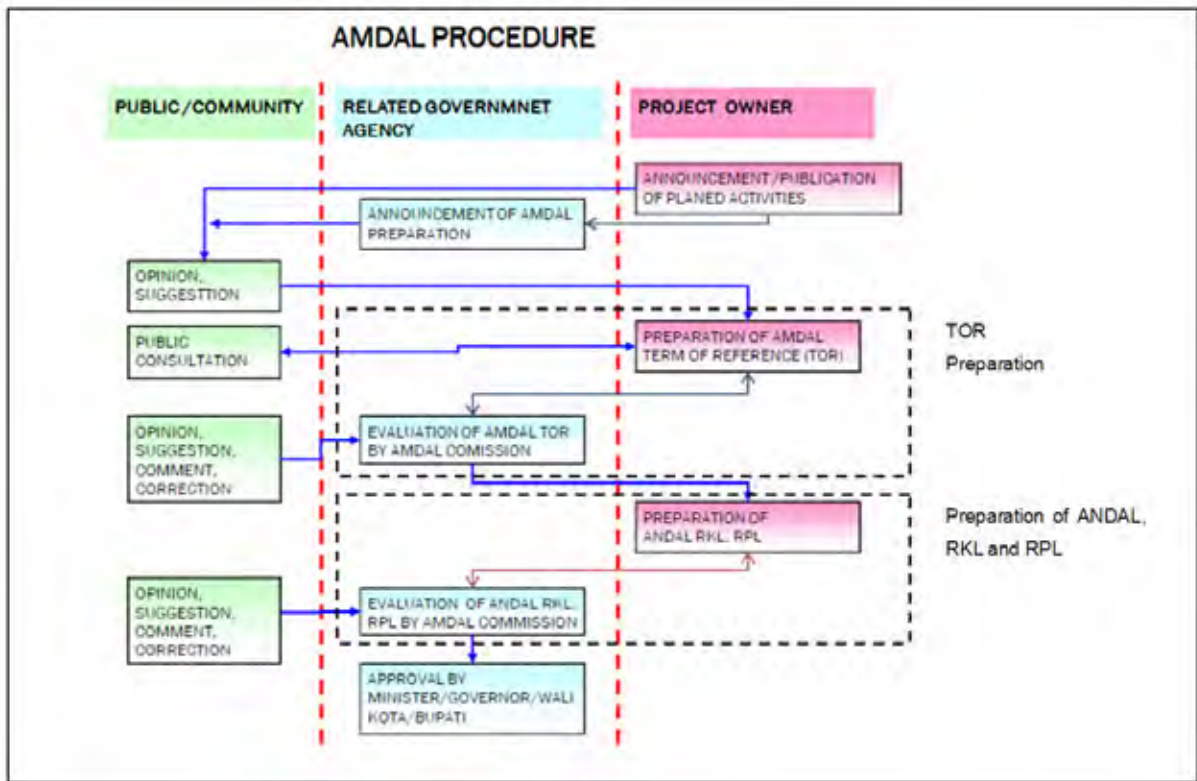 AMDAL PROCEDURE
PUBLIC/COMMUNITY
RELATED GOVERNMNET
AGENCY
PROJECT OWNER
ANNOUNCEMENT/PUBLICATION
OF PLANED ACTIVITIES
ANNOUNCEMENT OF AMDAL
PREPARATION
OPINION,
SUGGESTTION
PREPARATION OF AMDAL
TERM OF REFERENCE (TOR)
TOR
Preparation
PUBLIC
CONSULTATION
OPINION,
SUGGESTION,
COMMENT,
CORRECTION
EVALUATION OF AMDAL TOR
BY AMDAL COMISSION
PREPARATION OF
ANDAL RKL, RPL
Preparation of ANDAL,
RKL and RPL
OPINION,
SUGGESTION,
COMMENT,
CORRECTION
EVALUATION OF ANDAL RKL,
RPL BY AMDAL COMMISSION
APPROVAL BY
MINISTER/GOVERNOR/WALI
KOTA/BUPATI